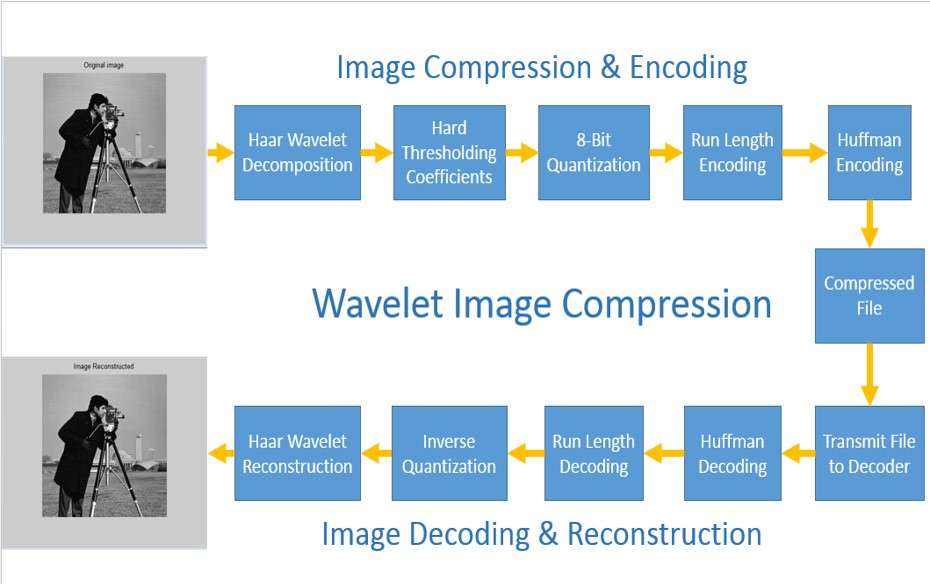 Image Compression & Encoding
Original image
Haar Wavelet
Decomposition
Hard
Thresholding
Coefficients
8-Bit
Quantization
Run Length
Encoding
Huffman
Encoding
Compressed
File
Wavelet Image Compression
Image Reconstructed
Haar Wavelet
Reconstruction
Inverse
Quantization
Run Length
Decoding
Huffman
Decoding
Transmit File
to Decoder
Image Decoding & Reconstruction